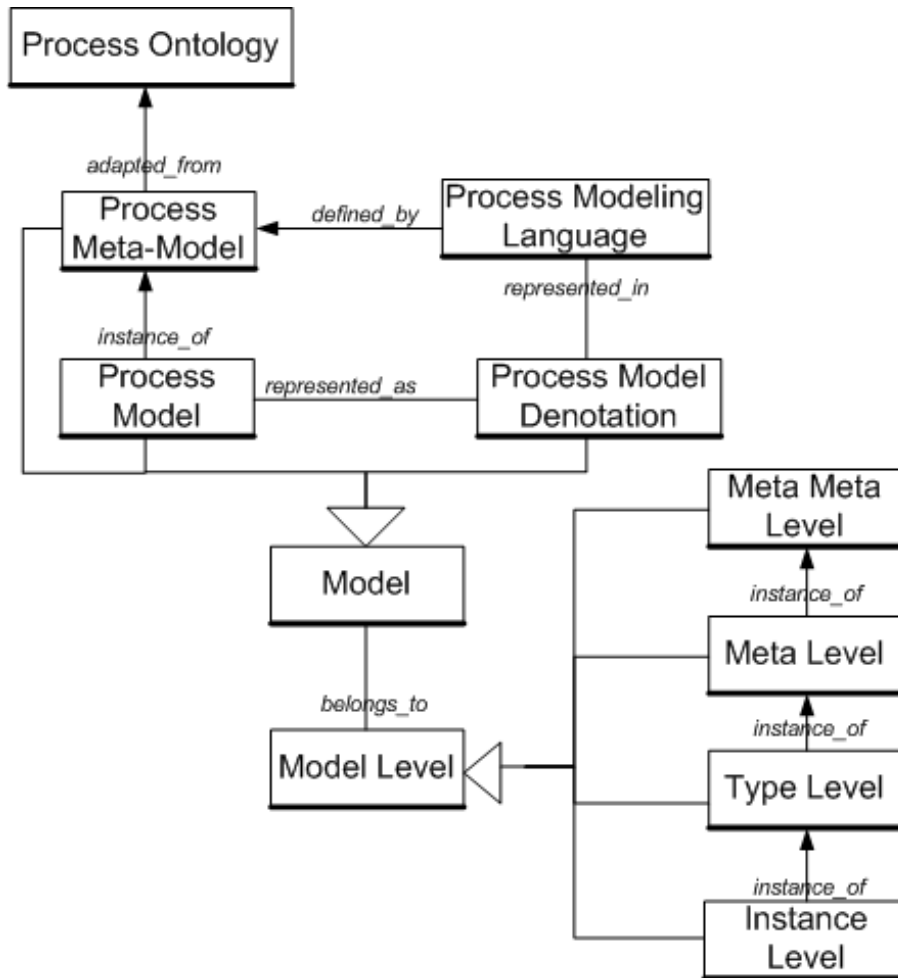 Process Ontology
adapted_from
Process
Meta-Model
defined_by
Process Modeling
Language
represented_in
instance_of
Process
Model
represented_as
Process Model
Denotation
Meta Meta
Level
Model
instance_of
Meta Level
belongs_to
instance_of
Model Level
Type Level
instance_of
Instance
Level